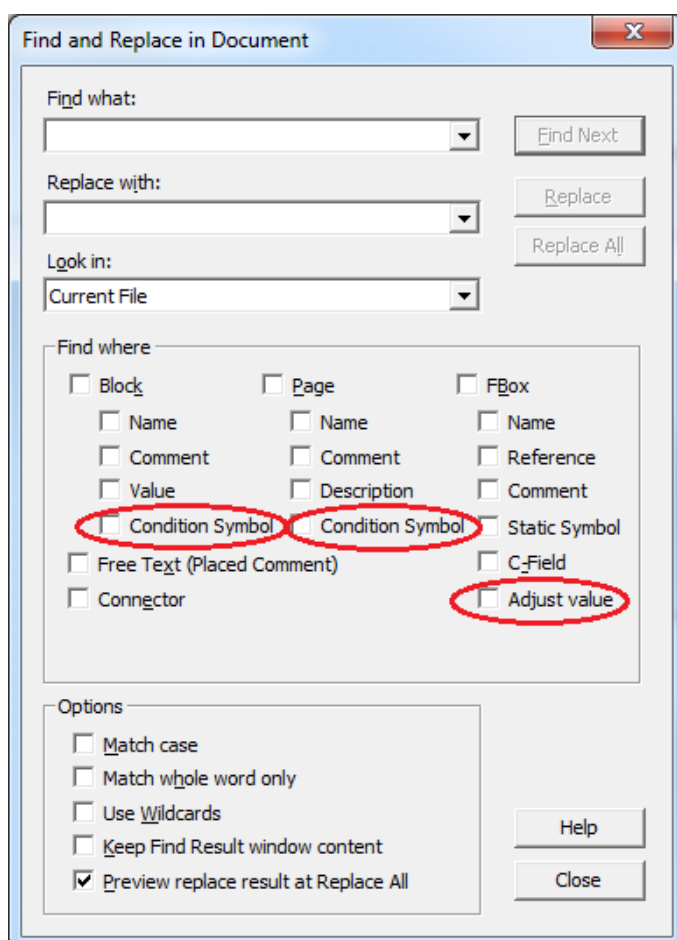 Find and Replace in Document
Find what:
Find Next
Replace with:
Replace
Replace All
Look in:
Current File
Find where
Block Page FBox
Name Name Name
Comment Comment Reference
Value Description Comment
Condition Symbol Condition Symbol Static Symbol
Free Text (Placed Comment) C-Field
Connector Adjust value
Options
Match case
Match whole word only
Use Wildcards
Help
Keep Find Result window content
Preview replace result at Replace All
Close